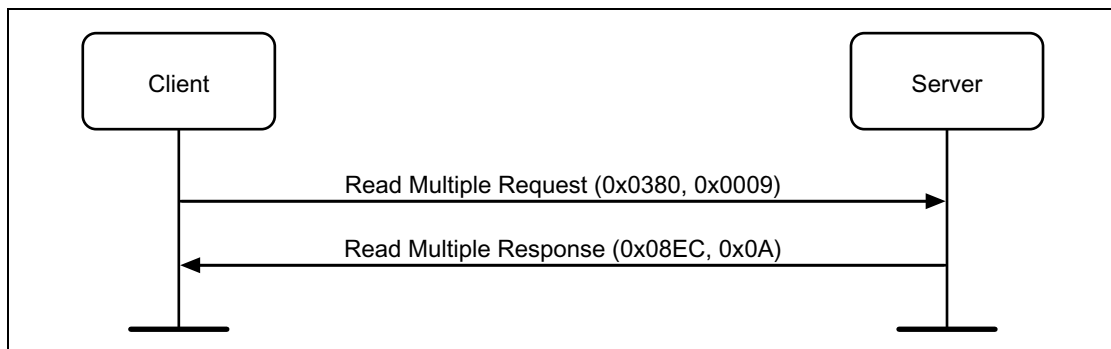 Client
Server
Read Multiple Request (0x0380, 0x0009)
Read Multiple Response (0x08EC, 0x0A)